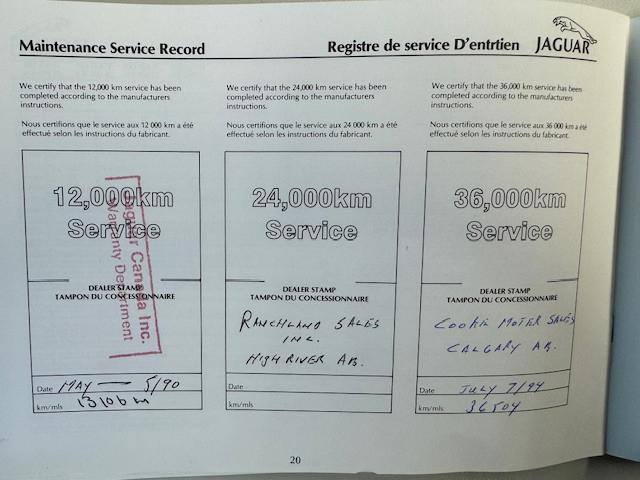 Maintenance Service Record
Registre de service D'entrtien
JAGUAR
We certify that the 12,000 km service has been
completed according to the manufacturers
instructions.
Nous certifions que le service aux 12 000 km a été
effectué selon les instructions du fabricant.
12,000km
Service
Jaguar Canada Inc.
Warranty Department
DEALER STAMP
TAMPON DU CONCESSIONNAIRE
Date MAY — 5/90
km/mls 13106 m
We certify that the 24,000 km service has been
completed according to the manufacturers
instructions.
Nous certifions que le service aux 24 000 km a été
effectué selon les instructions du fabricant.
24,000km
Service
DEALER STAMP
TAMPON DU CONCESSIONNAIRE
RANCHLAND SALES
INC.
HIGH RIVER AB.
Date
km/mls
We certify that the 36,000 km service has been
completed according to the manufacturers
instructions.
Nous certifions que le service aux 36 000 km a été
effectué selon les instructions du fabricant.
36,000km
Service
DEALER STAMP
TAMPON DU CONCESSIONNAIRE
MOTER SALES
CALGARY AB.
Date JULY 7/94
km/mls 36504
20